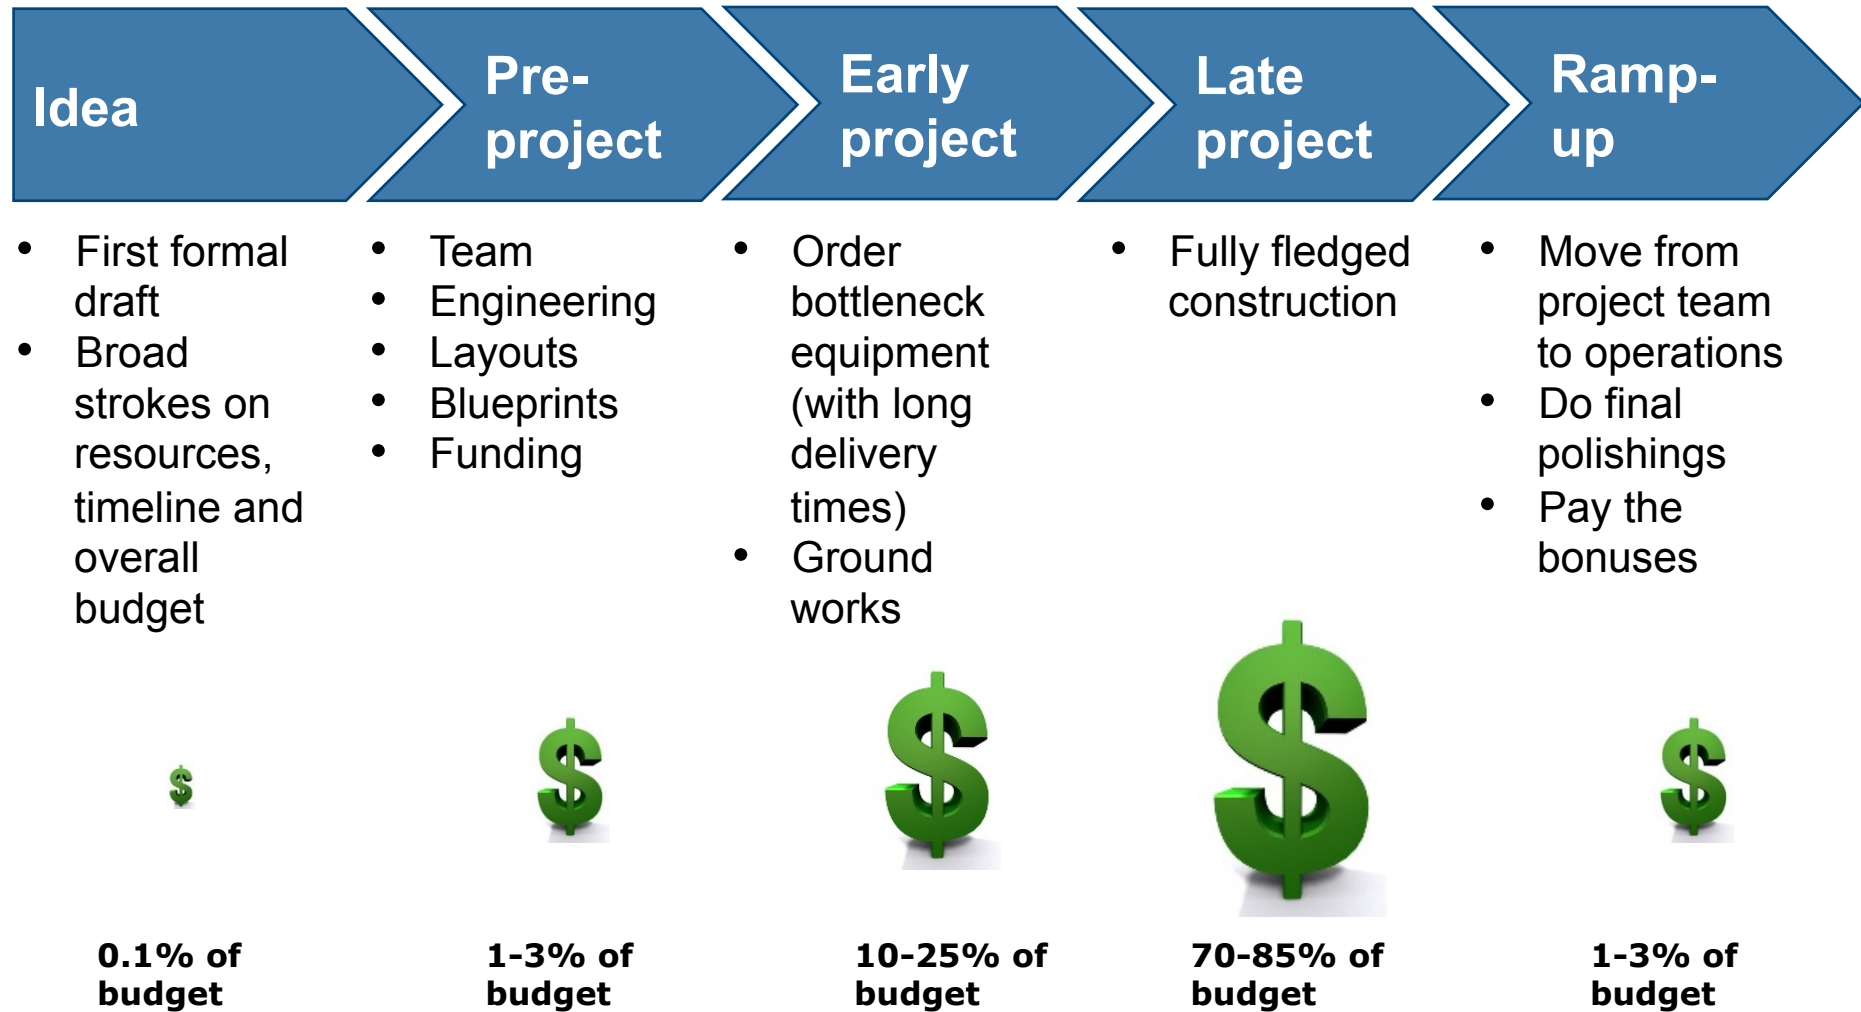 Idea
Pre-
project
Early
project
Late
project
Ramp-
up
• First formal
draft
• Broad
strokes on
resources,
timeline and
overall
budget
• Team
• Engineering
• Layouts
• Blueprints
• Funding
• Order
bottleneck
equipment
(with long
delivery
times)
• Ground
works
• Fully fledged
construction
• Move from
project team
to operations
• Do final
polishings
• Pay the
bonuses
$
$
$
$
$
0.1% of
budget
1-3% of
budget
10-25% of
budget
70-85% of
budget
1-3% of
budget